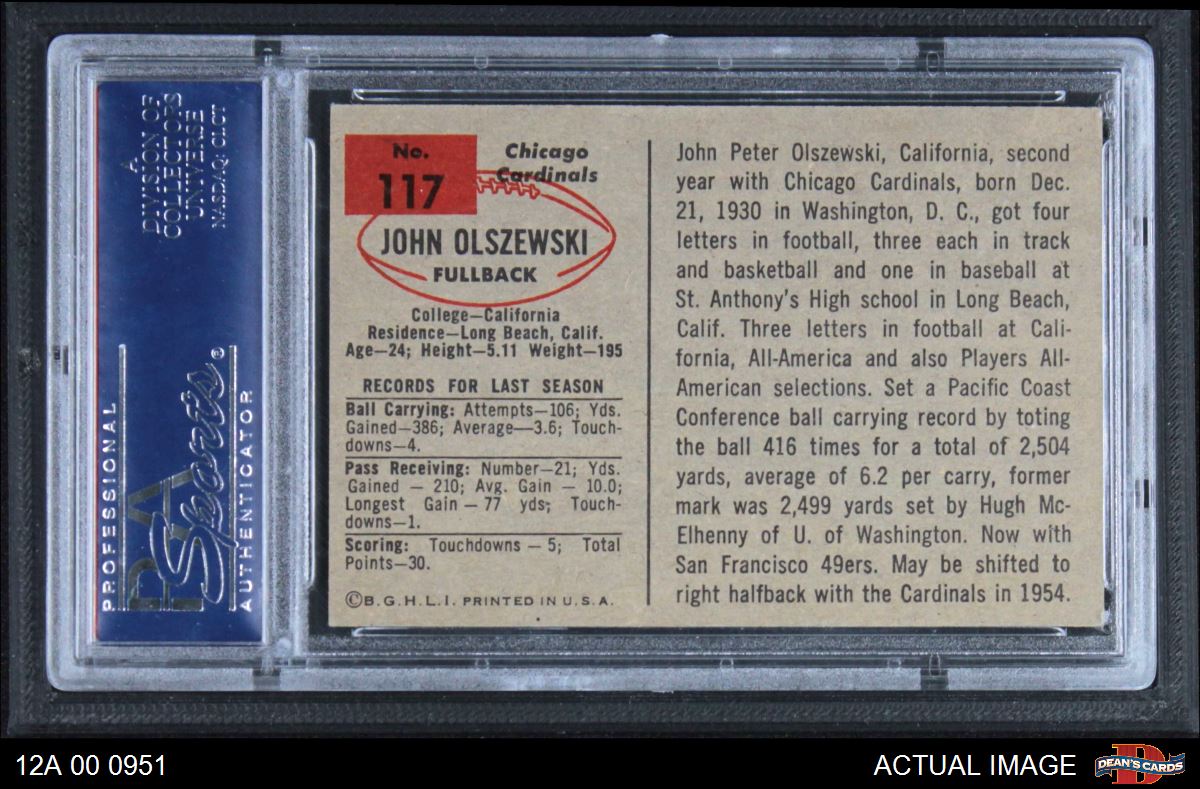 A
DIVISION OF
COLLECTORS
UNIVERSE
NASDAQ: CLCT
PROFESSIONAL
PSA
Sports®
AUTHENTICATOR
No.
117
Chicago
Cardinals
JOHN OLSZEWSKI
FULLBACK
College—California
Residence—Long Beach, Calif.
Age—24; Height—5.11 Weight—195
RECORDS FOR LAST SEASON
Ball Carrying: Attempts—106; Yds.
Gained—386; Average—3.6; Touch-
downs—4.
Pass Receiving: Number—21; Yds.
Gained — 210; Avg. Gain — 10.0;
Longest Gain — 77 yds; Touch-
downs—1.
Scoring: Touchdowns — 5; Total
Points—30.
©B.G.H.L.I. PRINTED IN U.S.A.
John Peter Olszewski, California, second
year with Chicago Cardinals, born Dec.
21, 1930 in Washington, D. C., got four
letters in football, three each in track
and basketball and one in baseball at
St. Anthony's High school in Long Beach,
Calif. Three letters in football at Cali-
fornia, All-America and also Players All-
American selections. Set a Pacific Coast
Conference ball carrying record by toting
the ball 416 times for a total of 2,504
yards, average of 6.2 per carry, former
mark was 2,499 yards set by Hugh Mc-
Elhenny of U. of Washington. Now with
San Francisco 49ers. May be shifted to
right halfback with the Cardinals in 1954.
12A 00 0951
ACTUAL IMAGE
DEAN'S CARDS